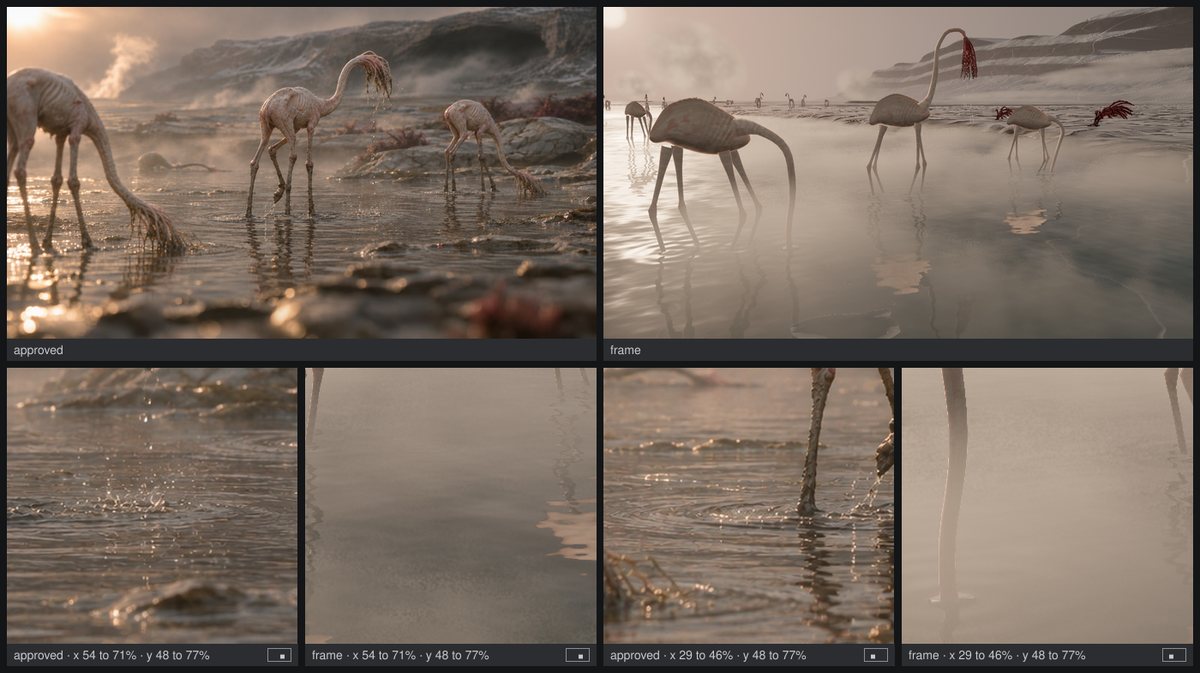 approved
frame
approved · x 54 to 71% · y 48 to 77%
frame · x 54 to 71% · y 48 to 77%
approved · x 29 to 46% · y 48 to 77%
frame · x 29 to 46% · y 48 to 77%